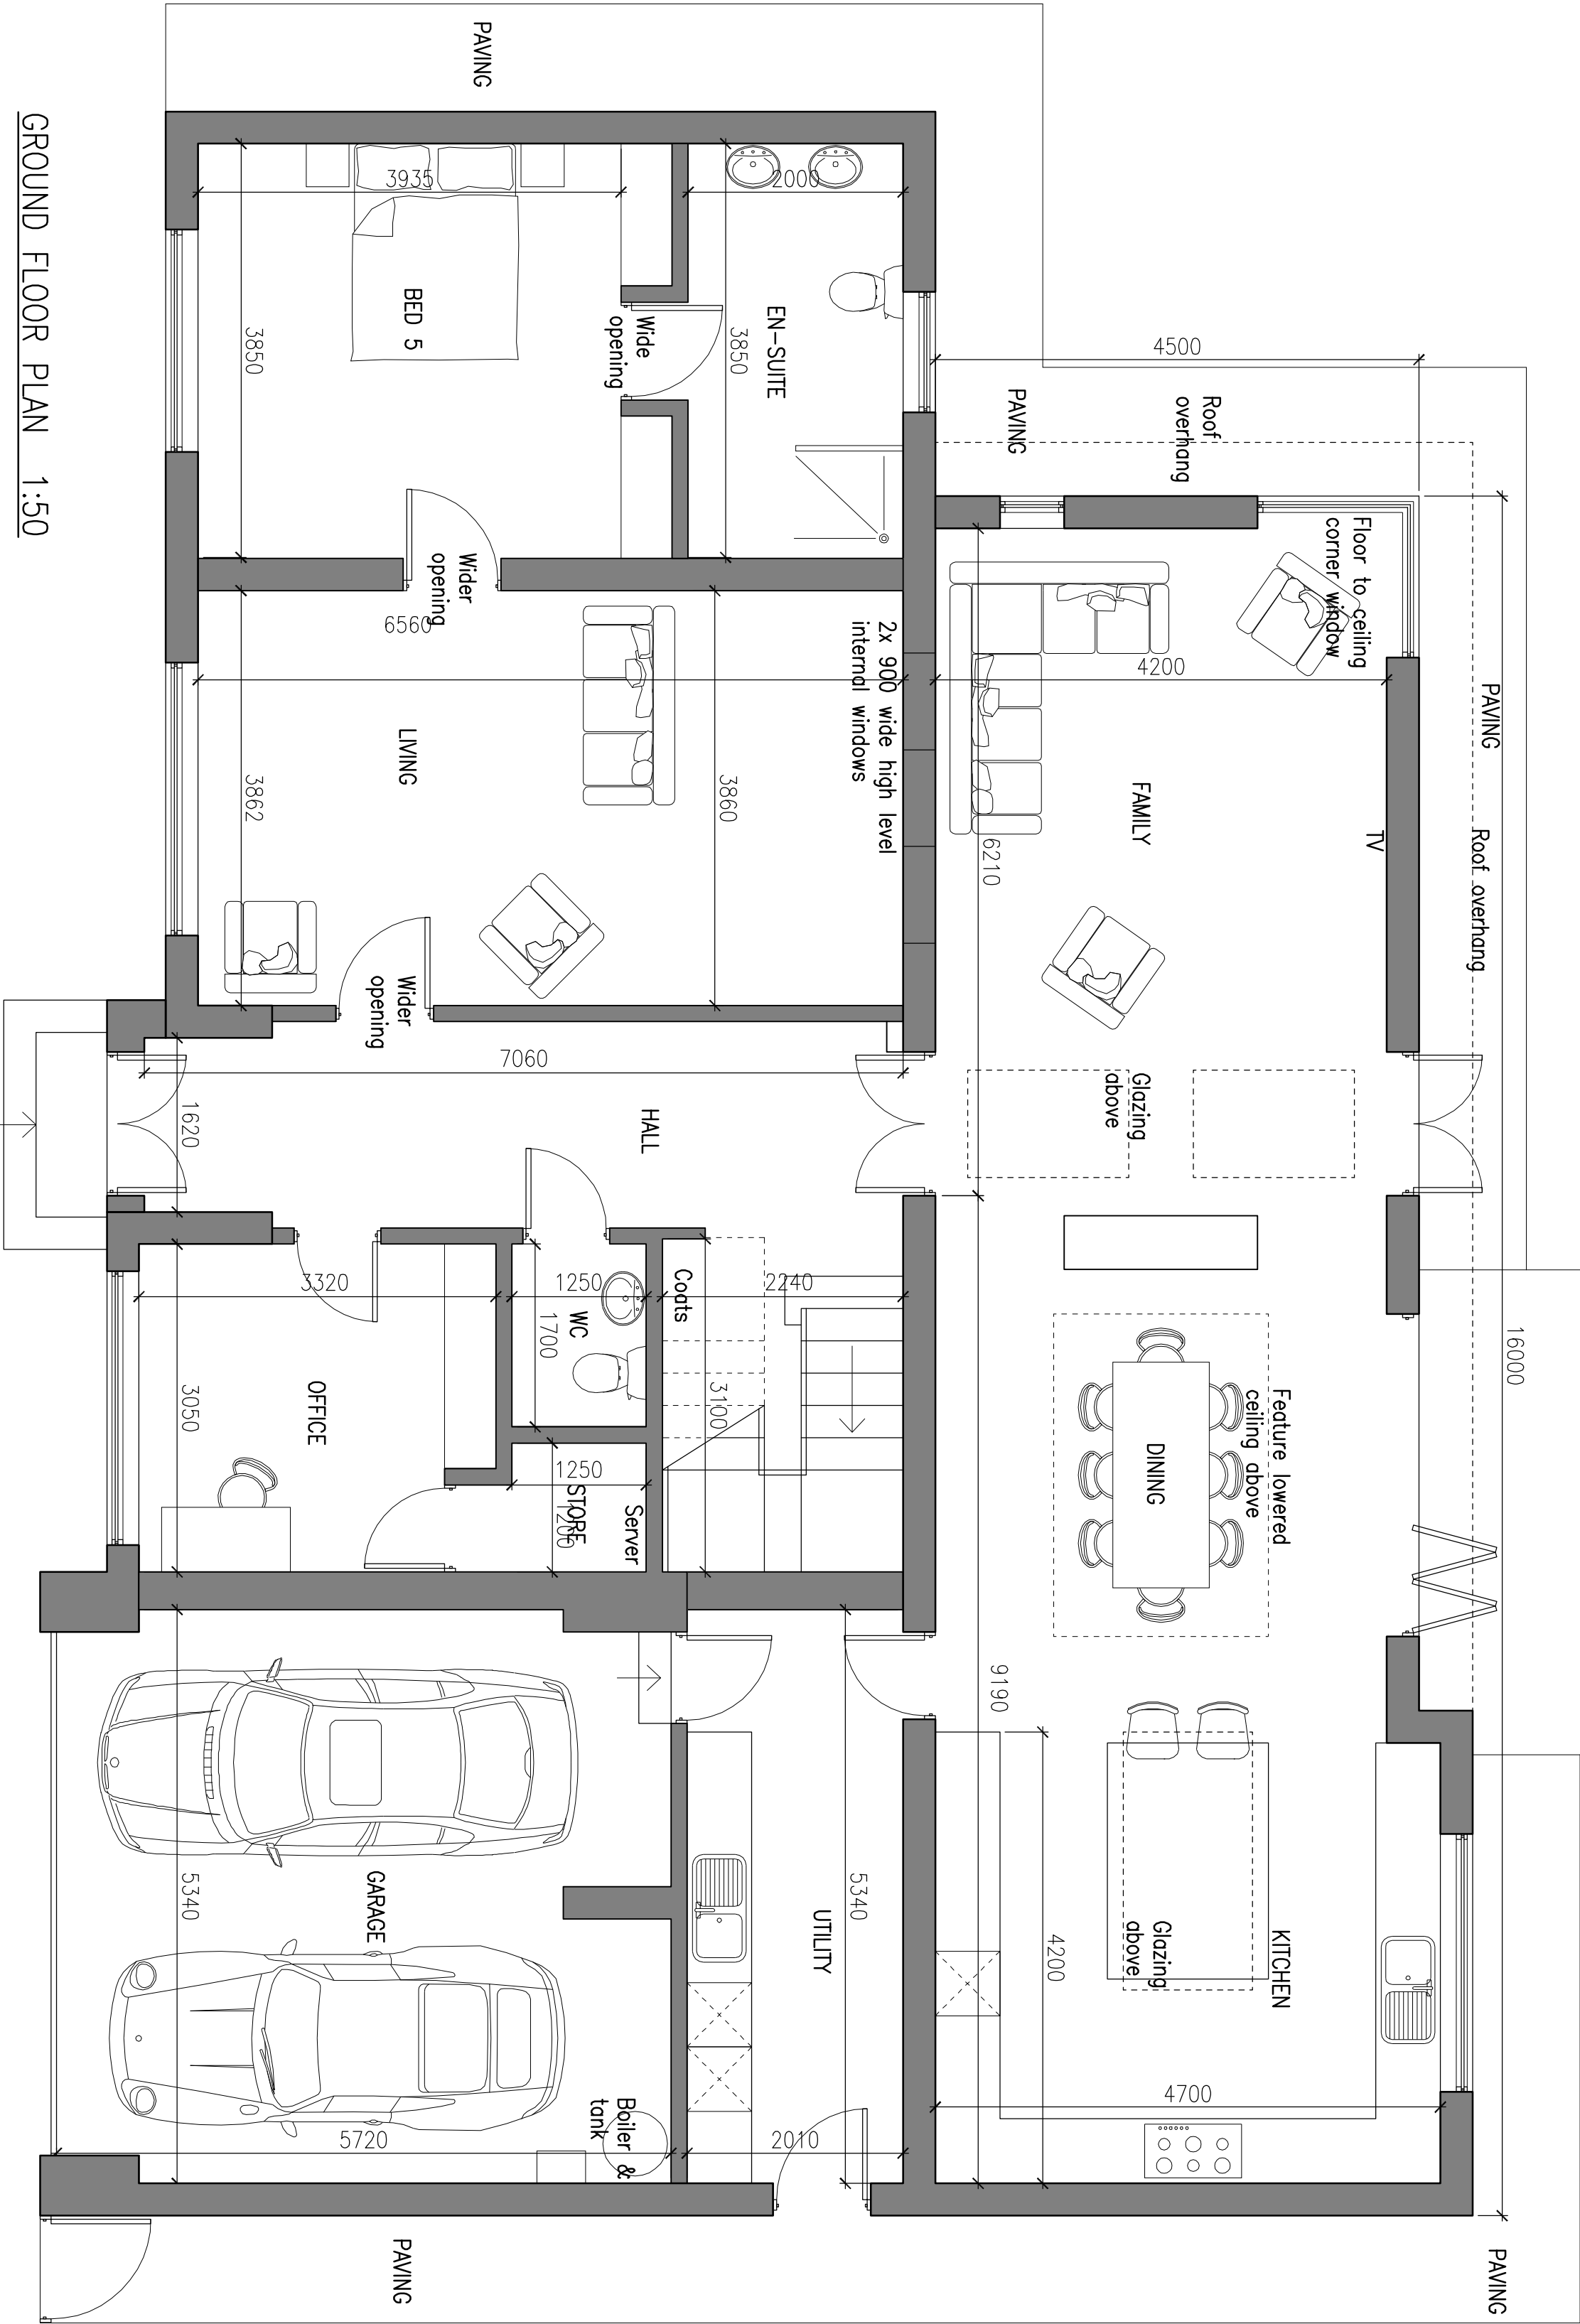 16000
PAVING
PAVING
Roof overhang
TV
Floor to ceiling
corner window
Feature lowered
ceiling above
KITCHEN
Roof
overhang
4500
4200
4700
DINING
Glazing
above
FAMILY
Glazing
above
4200
PAVING
6210
9190
2x 900 wide high level
internal windows
2000
EN-SUITE
3850
3860
2240
3100
Coats
5340
UTILITY
2010
Wide
opening
HALL
7060
Server
STORE
1200
1250
WC
1250
1700
Boiler &
tank
PAVING
3935
BED 5
Wider
opening
6560
LIVING
Wider
opening
3320
OFFICE
GARAGE
5720
PAVING
3850
3862
1620
3050
5340
GROUND FLOOR PLAN 1:50